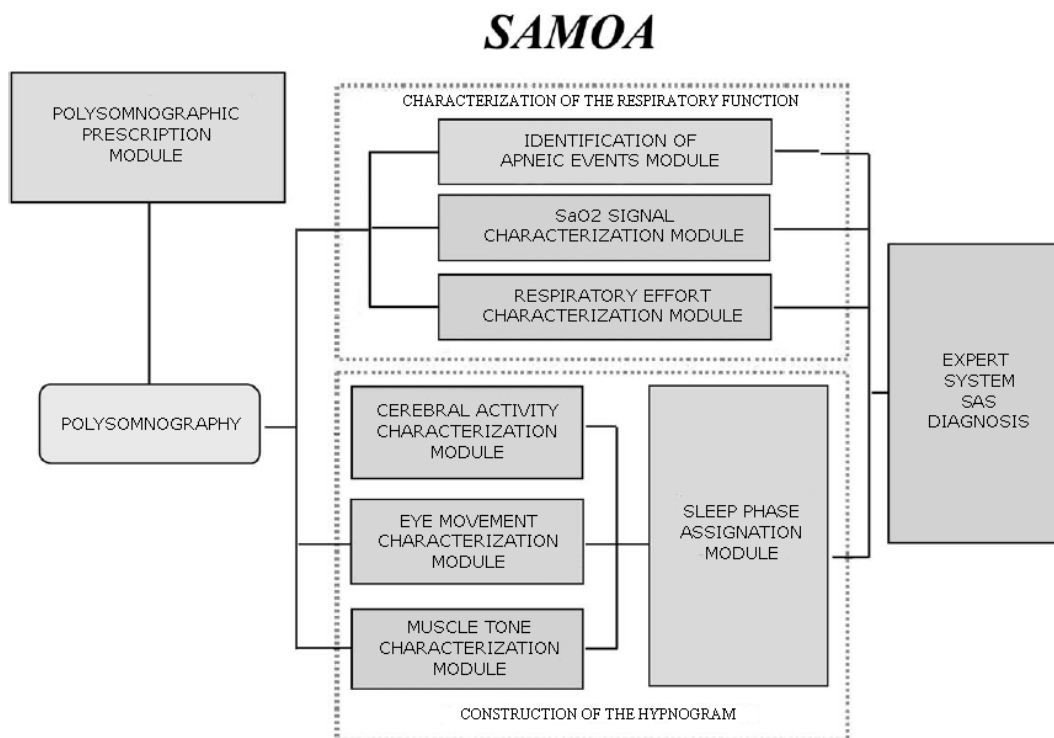 SAMOA
POLYSOMNOGRAPHIC
PRESCRIPTION
MODULE
POLYSOMNOGRAPHY
CHARACTERIZATION OF THE RESPIRATORY FUNCTION
IDENTIFICATION OF
APNEIC EVENTS MODULE
SaO2 SIGNAL
CHARACTERIZATION MODULE
RESPIRATORY EFFORT
CHARACTERIZATION MODULE
CEREBRAL ACTIVITY
CHARACTERIZATION
MODULE
EYE MOVEMENT
CHARACTERIZATION
MODULE
MUSCLE TONE
CHARACTERIZATION
MODULE
SLEEP PHASE
ASSIGNATION
MODULE
CONSTRUCTION OF THE HYPNOGRAM
EXPERT
SYSTEM
SAS
DIAGNOSIS